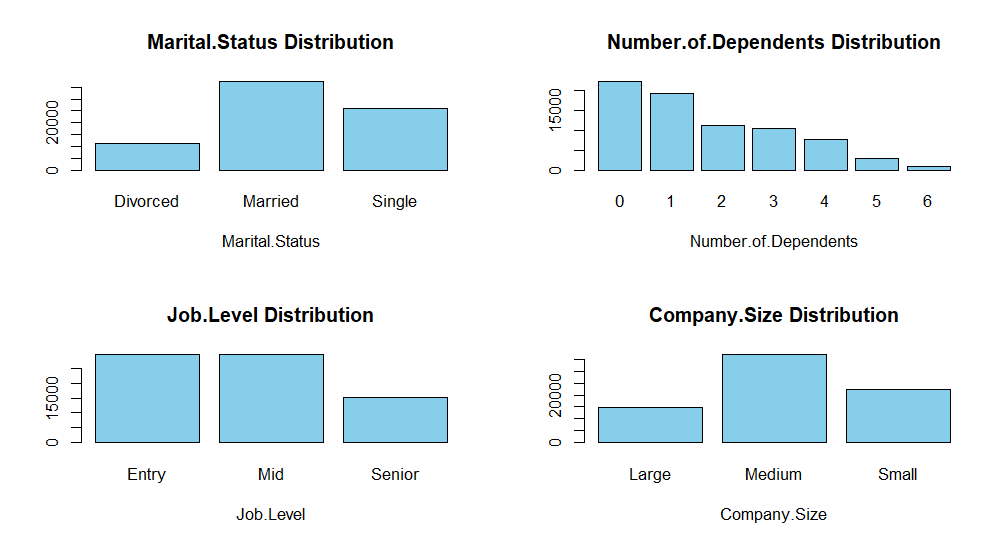 Marital.Status Distribution
20000
0
Divorced Married Single
Marital.Status
Number.of.Dependents Distribution
15000
0
0 1 2 3 4 5 6
Number.of.Dependents
Job.Level Distribution
15000
0
Entry Mid Senior
Job.Level
Company.Size Distribution
20000
0
Large Medium Small
Company.Size